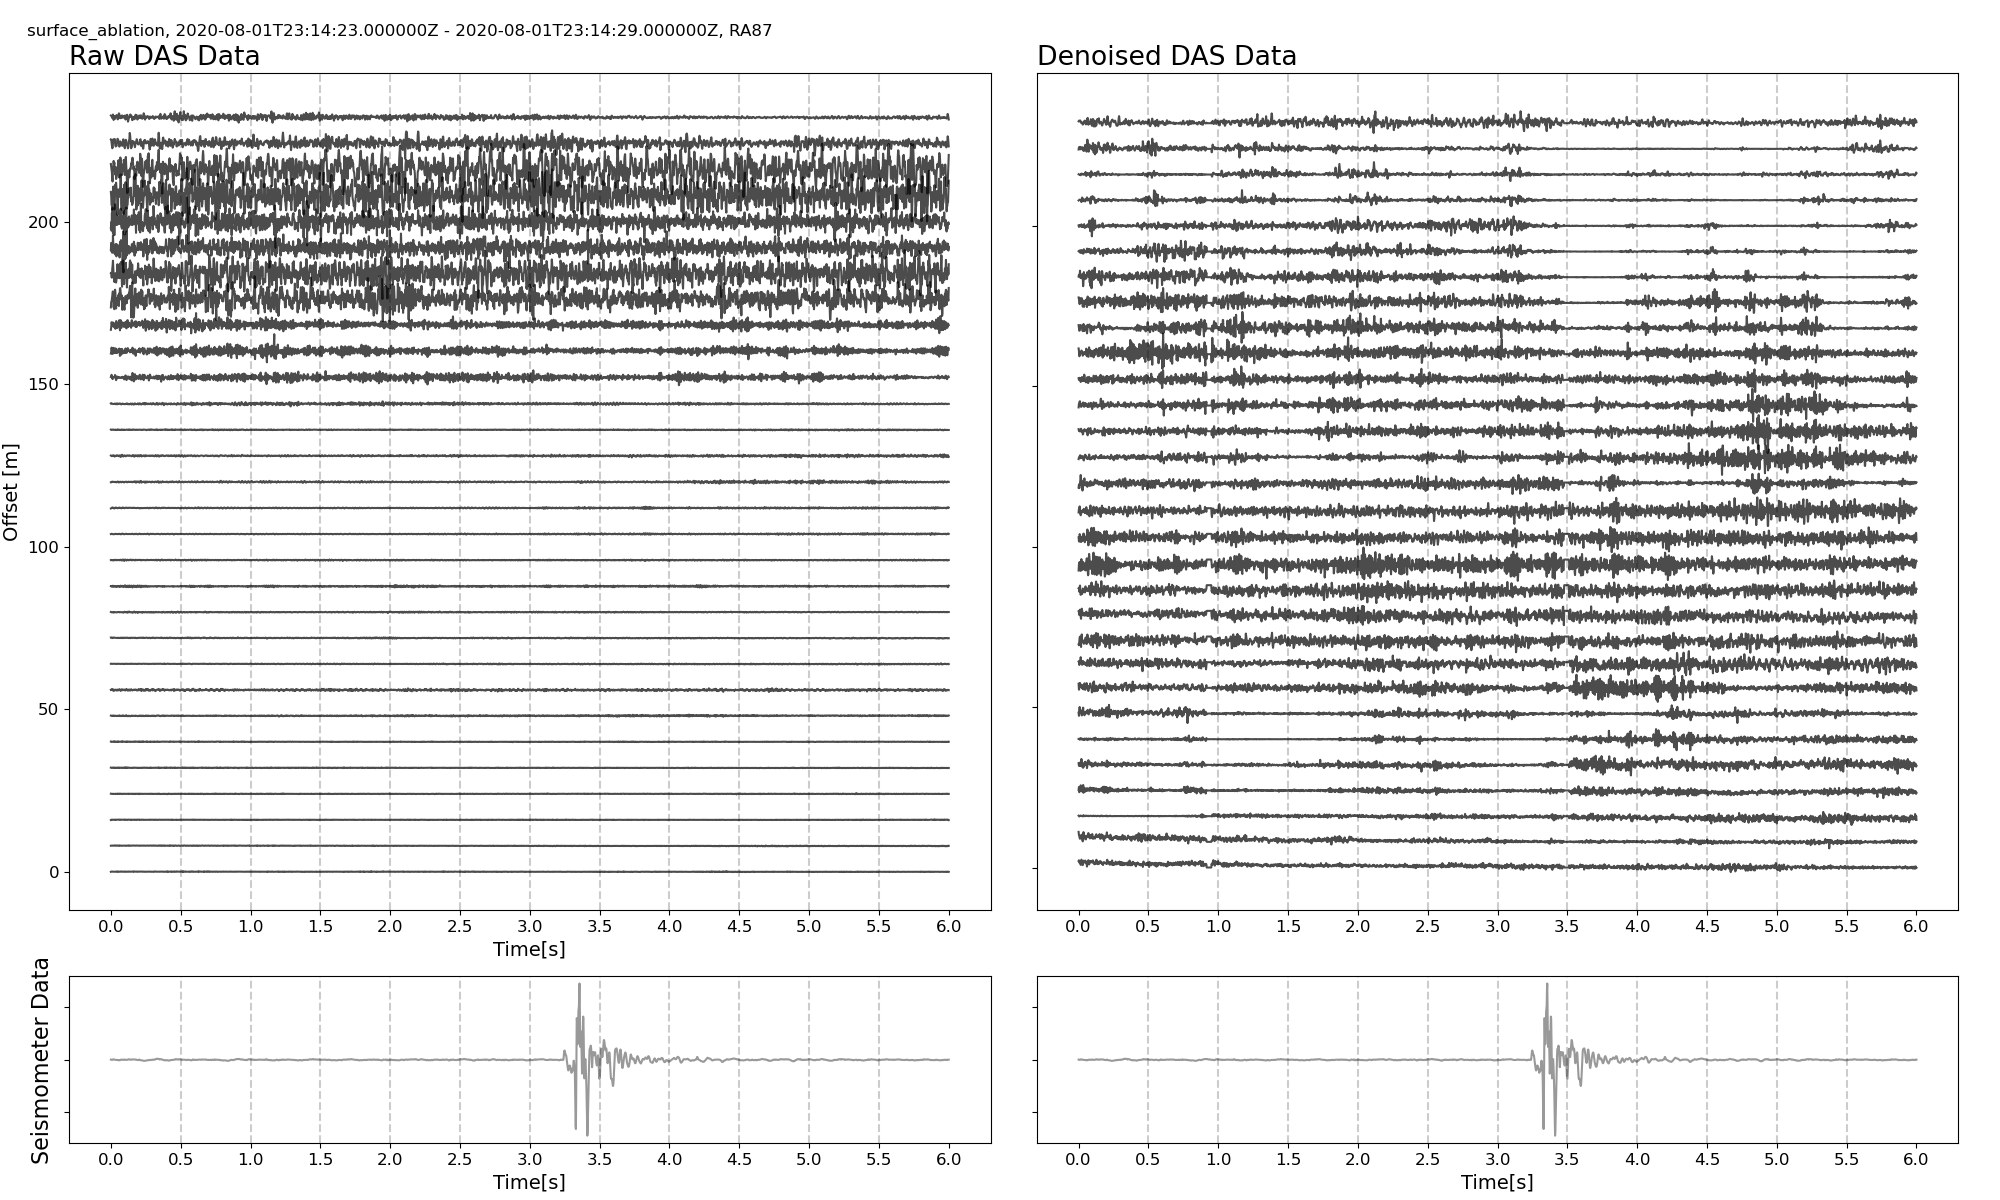 surface_ablation, 2020-08-01T23:14:23.000000Z - 2020-08-01T23:14:29.000000Z, RA87
Raw DAS Data
Denoised DAS Data
Offset [m]
200
150
100
50
0
0.0 0.5 1.0 1.5 2.0 2.5 3.0 3.5 4.0 4.5 5.0 5.5 6.0
Time[s]
0.0 0.5 1.0 1.5 2.0 2.5 3.0 3.5 4.0 4.5 5.0 5.5 6.0
Seismometer Data
0.0 0.5 1.0 1.5 2.0 2.5 3.0 3.5 4.0 4.5 5.0 5.5 6.0
Time[s]
0.0 0.5 1.0 1.5 2.0 2.5 3.0 3.5 4.0 4.5 5.0 5.5 6.0
Time[s]